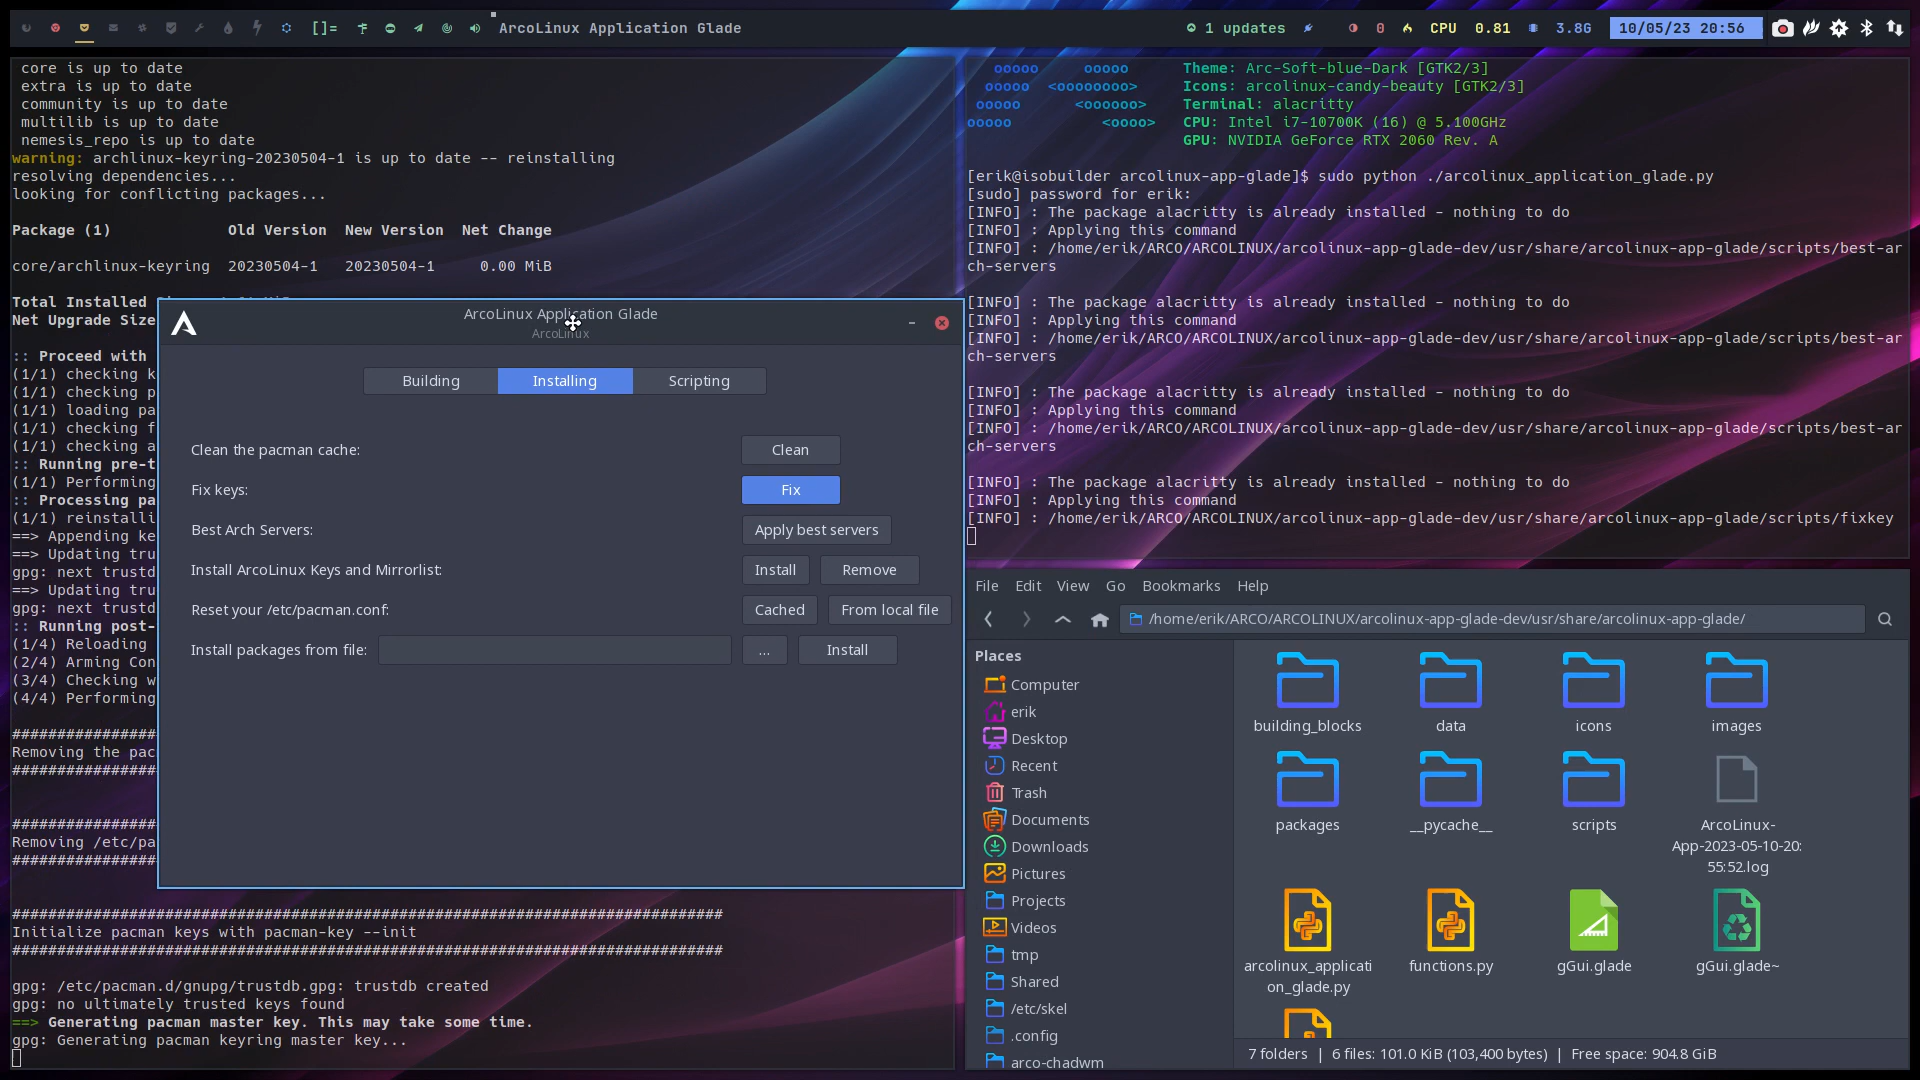 []=
ArcoLinux Application Glade
1 updates
0
CPU 0.81
3.8G
10/05/23 20:56
core is up to date
extra is up to date
community is up to date
multilib is up to date
nemesis_repo is up to date
warning: archlinux-keyring-20230504-1 is up to date -- reinstalling
resolving dependencies...
looking for conflicting packages...
Package (1) Old Version New Version Net Change
core/archlinux-keyring 20230504-1 20230504-1 0.00 MiB
Total Installed
Net Upgrade Size
:: Proceed with
(1/1) checking k
(1/1) checking p
(1/1) loading pa
(1/1) checking f
(1/1) checking a
:: Running pre-t
(1/1) Performing
:: Processing pa
(1/1) reinstalli
==> Appending ke
==> Updating tru
gpg: next trustd
==> Updating tru
gpg: next trustd
:: Running post-
(1/4) Reloading
(2/4) Arming Con
(3/4) Checking w
(4/4) Performing
################
Removing the pac
################
################
Removing /etc/pa
################
###############################################################################
Initialize pacman keys with pacman-key --init
###############################################################################
gpg: /etc/pacman.d/gnupg/trustdb.gpg: trustdb created
gpg: no ultimately trusted keys found
==> Generating pacman master key. This may take some time.
gpg: Generating pacman keyring master key...
ArcoLinux Application Glade
ArcoLinux
Building Installing Scripting
Clean the pacman cache: Clean
Fix keys: Fix
Best Arch Servers: Apply best servers
Install ArcoLinux Keys and Mirrorlist: Install Remove
Reset your /etc/pacman.conf: Cached From local file
Install packages from file: ... Install
ooooo ooooo Theme: Arc-Soft-blue-Dark [GTK2/3]
ooooo <oooooooo> Icons: arcolinux-candy-beauty [GTK2/3]
ooooo <oooooo> Terminal: alacritty
ooooo <oooo> CPU: Intel i7-10700K (16) @ 5.100GHz
GPU: NVIDIA GeForce RTX 2060 Rev. A
[erik@isobuilder arcolinux-app-glade]$ sudo python ./arcolinux_application_glade.py
[sudo] password for erik:
[INFO] : The package alacritty is already installed - nothing to do
[INFO] : Applying this command
[INFO] : /home/erik/ARCO/ARCOLINUX/arcolinux-app-glade-dev/usr/share/arcolinux-app-glade/scripts/best-ar
ch-servers
[INFO] : The package alacritty is already installed - nothing to do
[INFO] : Applying this command
[INFO] : /home/erik/ARCO/ARCOLINUX/arcolinux-app-glade-dev/usr/share/arcolinux-app-glade/scripts/best-ar
ch-servers
[INFO] : The package alacritty is already installed - nothing to do
[INFO] : Applying this command
[INFO] : /home/erik/ARCO/ARCOLINUX/arcolinux-app-glade-dev/usr/share/arcolinux-app-glade/scripts/best-ar
ch-servers
[INFO] : The package alacritty is already installed - nothing to do
[INFO] : Applying this command
[INFO] : /home/erik/ARCO/ARCOLINUX/arcolinux-app-glade-dev/usr/share/arcolinux-app-glade/scripts/fixkey
File Edit View Go Bookmarks Help
/home/erik/ARCO/ARCOLINUX/arcolinux-app-glade-dev/usr/share/arcolinux-app-glade/
Places
Computer
erik
Desktop
Recent
Trash
Documents
Downloads
Pictures
Projects
Videos
tmp
Shared
/etc/skel
.config
arco-chadwm
building_blocks
data
icons
images
packages
__pycache__
scripts
ArcoLinux-
App-2023-05-10-20:
55:52.log
arcolinux_applicati
on_glade.py
functions.py
gGui.glade
gGui.glade~
7 folders | 6 files: 101.0 KiB (103,400 bytes) | Free space: 904.8 GiB